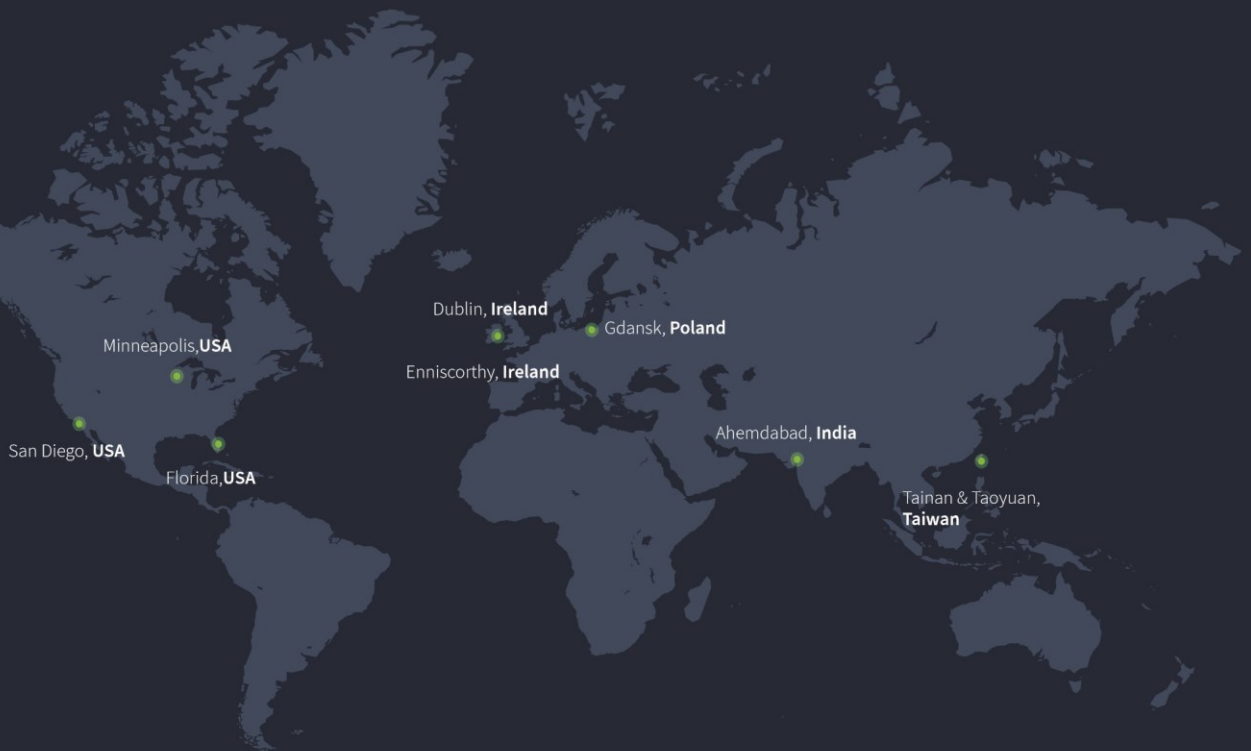 Dublin, Ireland
Gdansk, Poland
Minneapolis,USA
Enniscorthy, Ireland
Ahemdabad, India
San Diego, USA
Florida,USA
Tainan & Taoyuan,
Taiwan